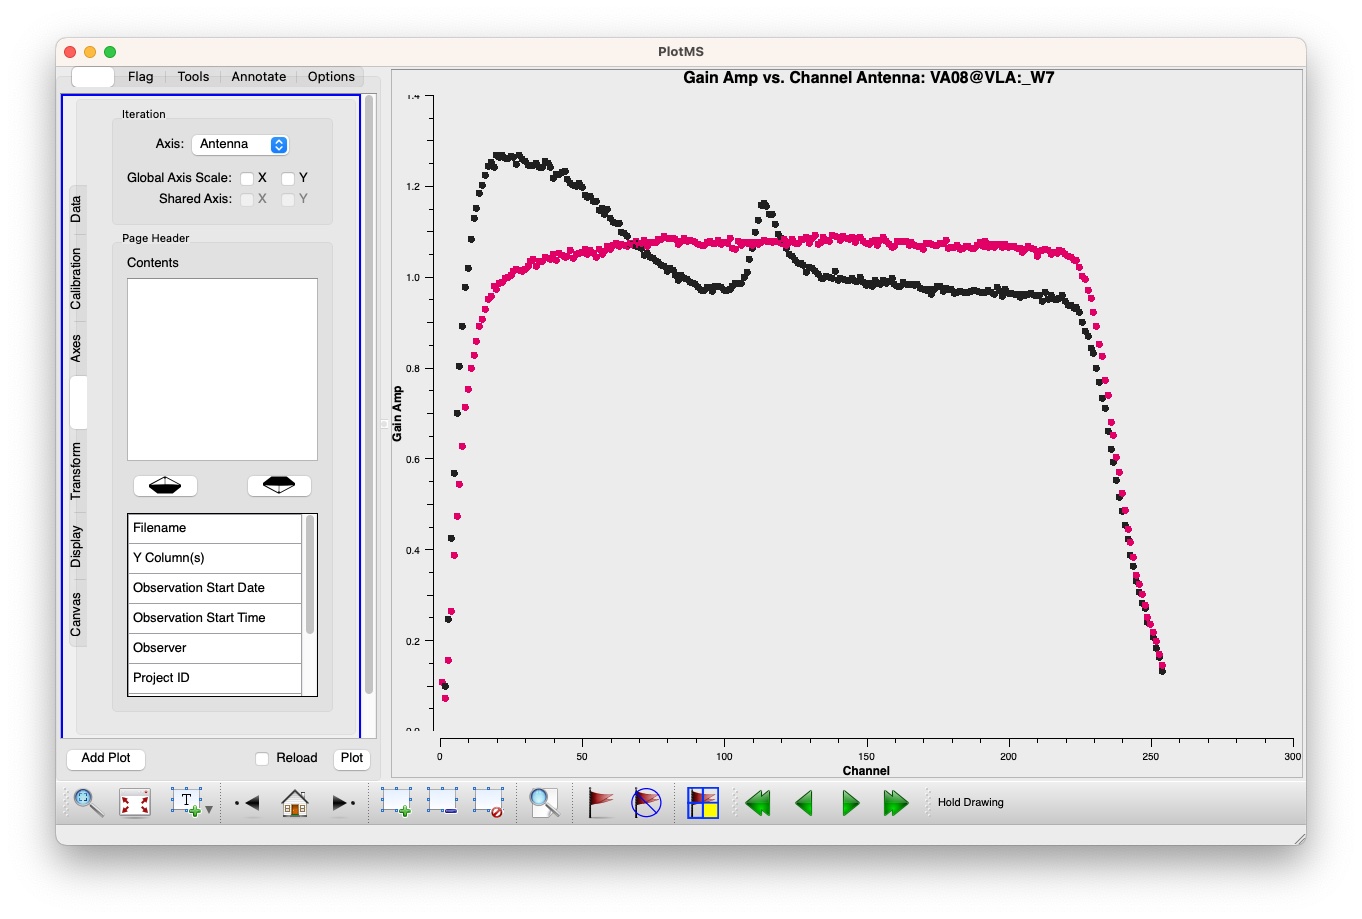 PlotMS
Flag Tools Annotate Options
Iteration
Axis: Antenna
Global Axis Scale: X Y
Shared Axis: X Y
Page Header
Contents
Filename
Y Column(s)
Observation Start Date
Observation Start Time
Observer
Project ID
Data
Calibration
Axes
Transform
Display
Canvas
Add Plot Reload Plot
Gain Amp vs. Channel Antenna: VA08@VLA:_W7
1.4
1.2
1.0
0.8
0.6
0.4
0.2
0.0
Gain Amp
0 50 100 150 200 250 300
Channel
T
Hold Drawing